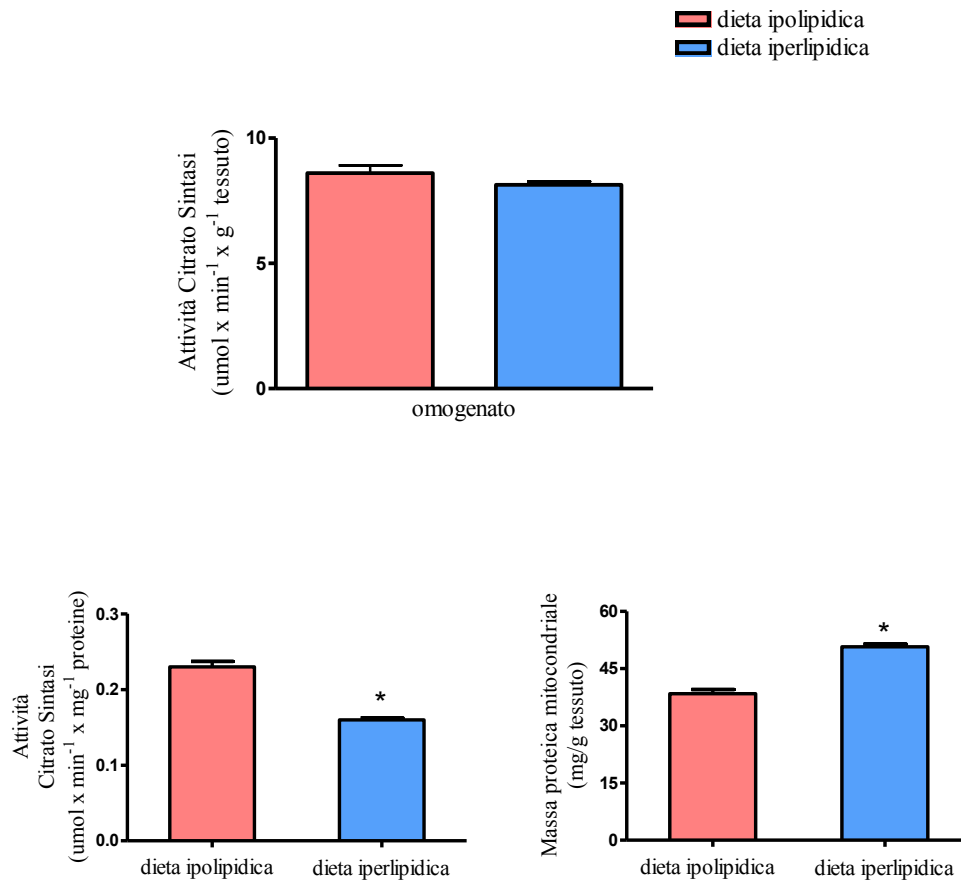 dieta ipolipidica
dieta iperlipidica
Attività Citrato Sintasi
(umol x min⁻¹ x g⁻¹ tessuto)
10
5
0
omogenato
Attività
Citrato Sintasi
(umol x min⁻¹ x mg⁻¹ proteine)
0.3
0.2
0.1
0.0
*
dieta ipolipidica
dieta iperlipidica
Massa proteica mitocondriale
(mg/g tessuto)
60
45
30
15
0
*
dieta ipolipidica
dieta iperlipidica